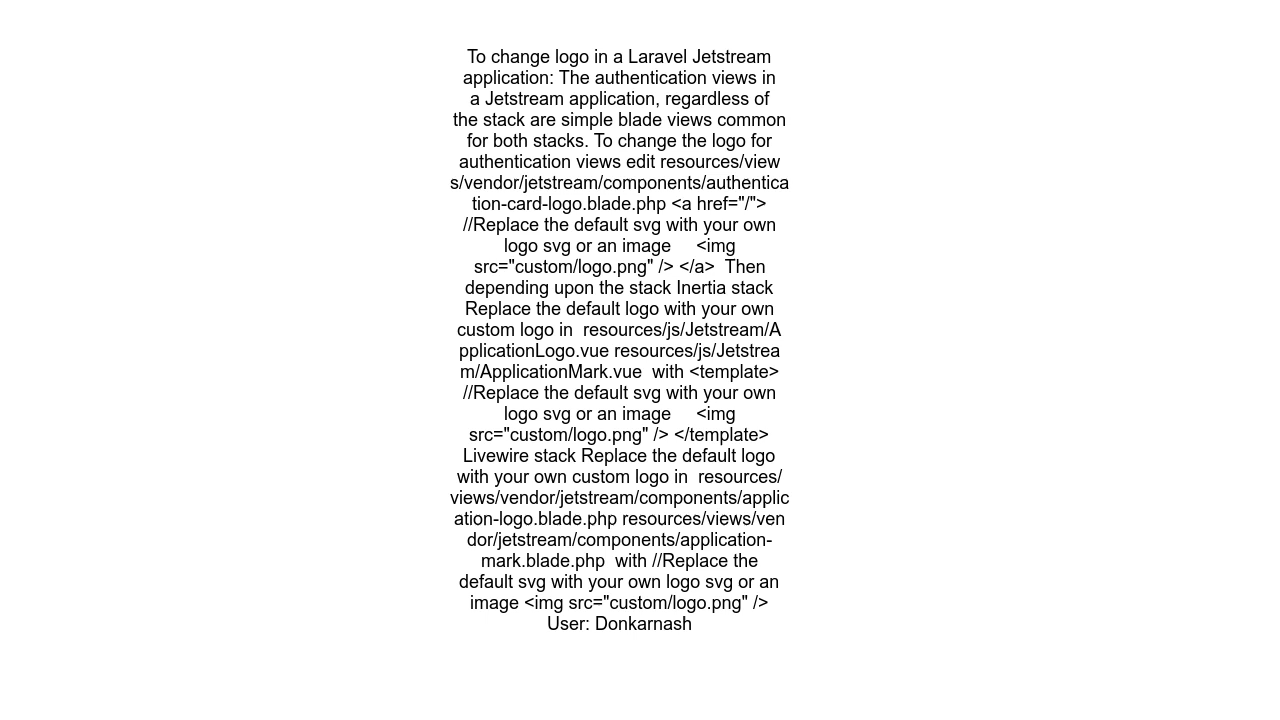 To change logo in a Laravel Jetstream
application: The authentication views in
a Jetstream application, regardless of
the stack are simple blade views common
for both stacks. To change the logo for
authentication views edit resources/view
s/vendor/jetstream/components/authentica
tion-card-logo.blade.php <a href="/">
//Replace the default svg with your own
logo svg or an image     <img
src="custom/logo.png" /> </a>  Then
depending upon the stack Inertia stack
Replace the default logo with your own
custom logo in  resources/js/Jetstream/A
pplicationLogo.vue resources/js/Jetstrea
m/ApplicationMark.vue  with <template>
//Replace the default svg with your own
logo svg or an image     <img
src="custom/logo.png" /> </template>
Livewire stack Replace the default logo
with your own custom logo in  resources/
views/vendor/jetstream/components/applic
ation-logo.blade.php resources/views/ven
dor/jetstream/components/application-
mark.blade.php  with //Replace the
default svg with your own logo svg or an
image <img src="custom/logo.png" />
User: Donkarnash